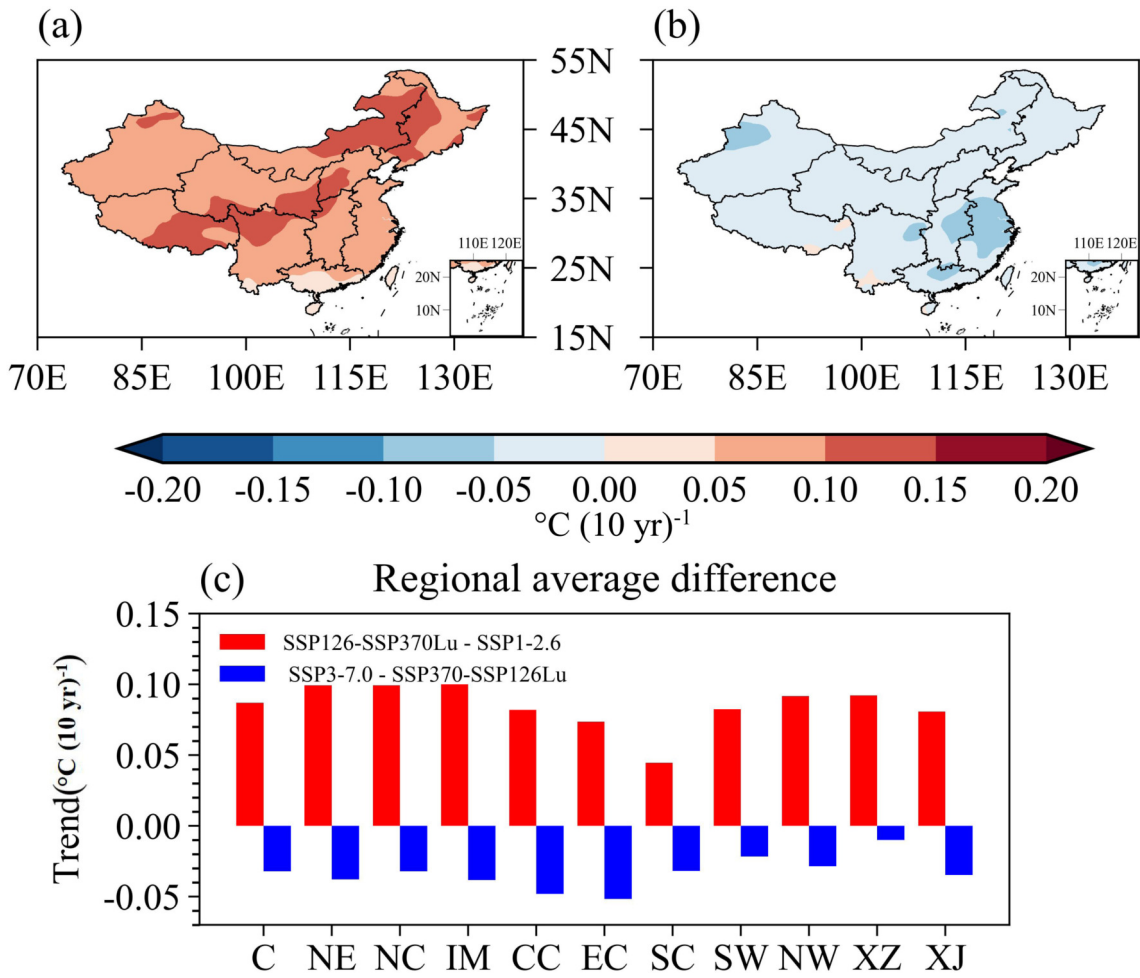 (a)
(b)
55N
45N
35N
25N
15N
110E 120E
20N
10N
110E 120E
20N
10N
70E 85E 100E 115E 130E
70E 85E 100E 115E 130E
-0.20 -0.15 -0.10 -0.05 0.00 0.05 0.10 0.15 0.20
°C (10 yr)⁻¹
(c) Regional average difference
SSP126-SSP370Lu - SSP1-2.6
SSP3-7.0 - SSP370-SSP126Lu
Trend(°C (10 yr)⁻¹)
0.15
0.10
0.05
0.00
-0.05
C NE NC IM CC EC SC SW NW XZ XJ